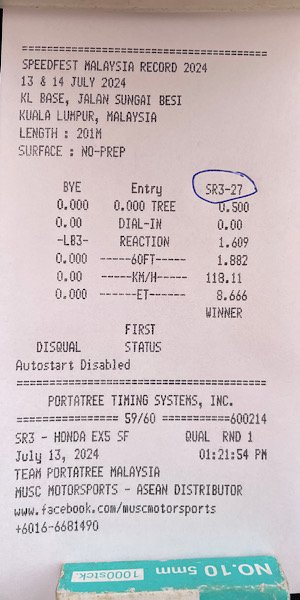 ==============================
SPEEDFEST MALAYSIA RECORD 2024
13 & 14 JULY 2024
KL BASE, JALAN SUNGAI BESI
KUALA LUMPUR, MALAYSIA
LENGTH : 201M
SURFACE : NO-PREP
BYE Entry SR3-27
0.000 0.000 TREE 0.500
0.00 DIAL-IN 0.00
-LB3- REACTION 1.609
0.000 ------60FT----- 1.882
0.00 ------KM/H----- 118.11
0.000 ------ET------- 8.666
WINNER
FIRST
DISQUAL STATUS
Autostart Disabled
==============================
PORTATREE TIMING SYSTEMS, INC.
=============== 59/60 ===========600214
SR3 - HONDA EX5 SF QUAL RND 1
July 13, 2024 01:21:54 PM
TEAM PORTATREE MALAYSIA
MUSC MOTORSPORTS - ASEAN DISTRIBUTOR
www.facebook.com/muscmotorsports
+6016-6681490
NO.10 5mm 1000stck.